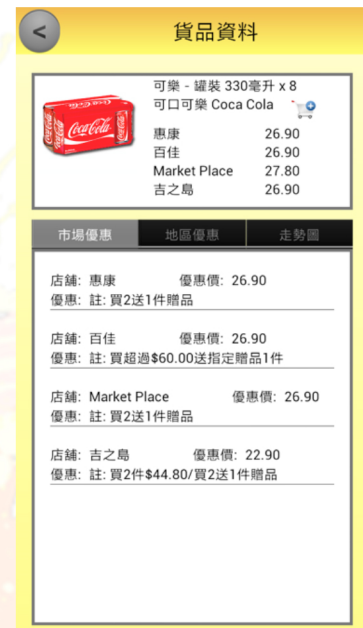 <
貨品資料
可樂 - 罐裝 330毫升 x 8
可口可樂 Coca Cola
惠康 26.90
百佳 26.90
Market Place 27.80
吉之島 26.90
Coca-Cola
市場優惠 地區優惠 走勢圖
店舖: 惠康 優惠價: 26.90
優惠: 註: 買2送1件贈品
店舖: 百佳 優惠價: 26.90
優惠: 註: 買超過$60.00送指定贈品1件
店舖: Market Place 優惠價: 26.90
優惠: 註: 買2送1件贈品
店舖: 吉之島 優惠價: 22.90
優惠: 註: 買2件$44.80/買2送1件贈品